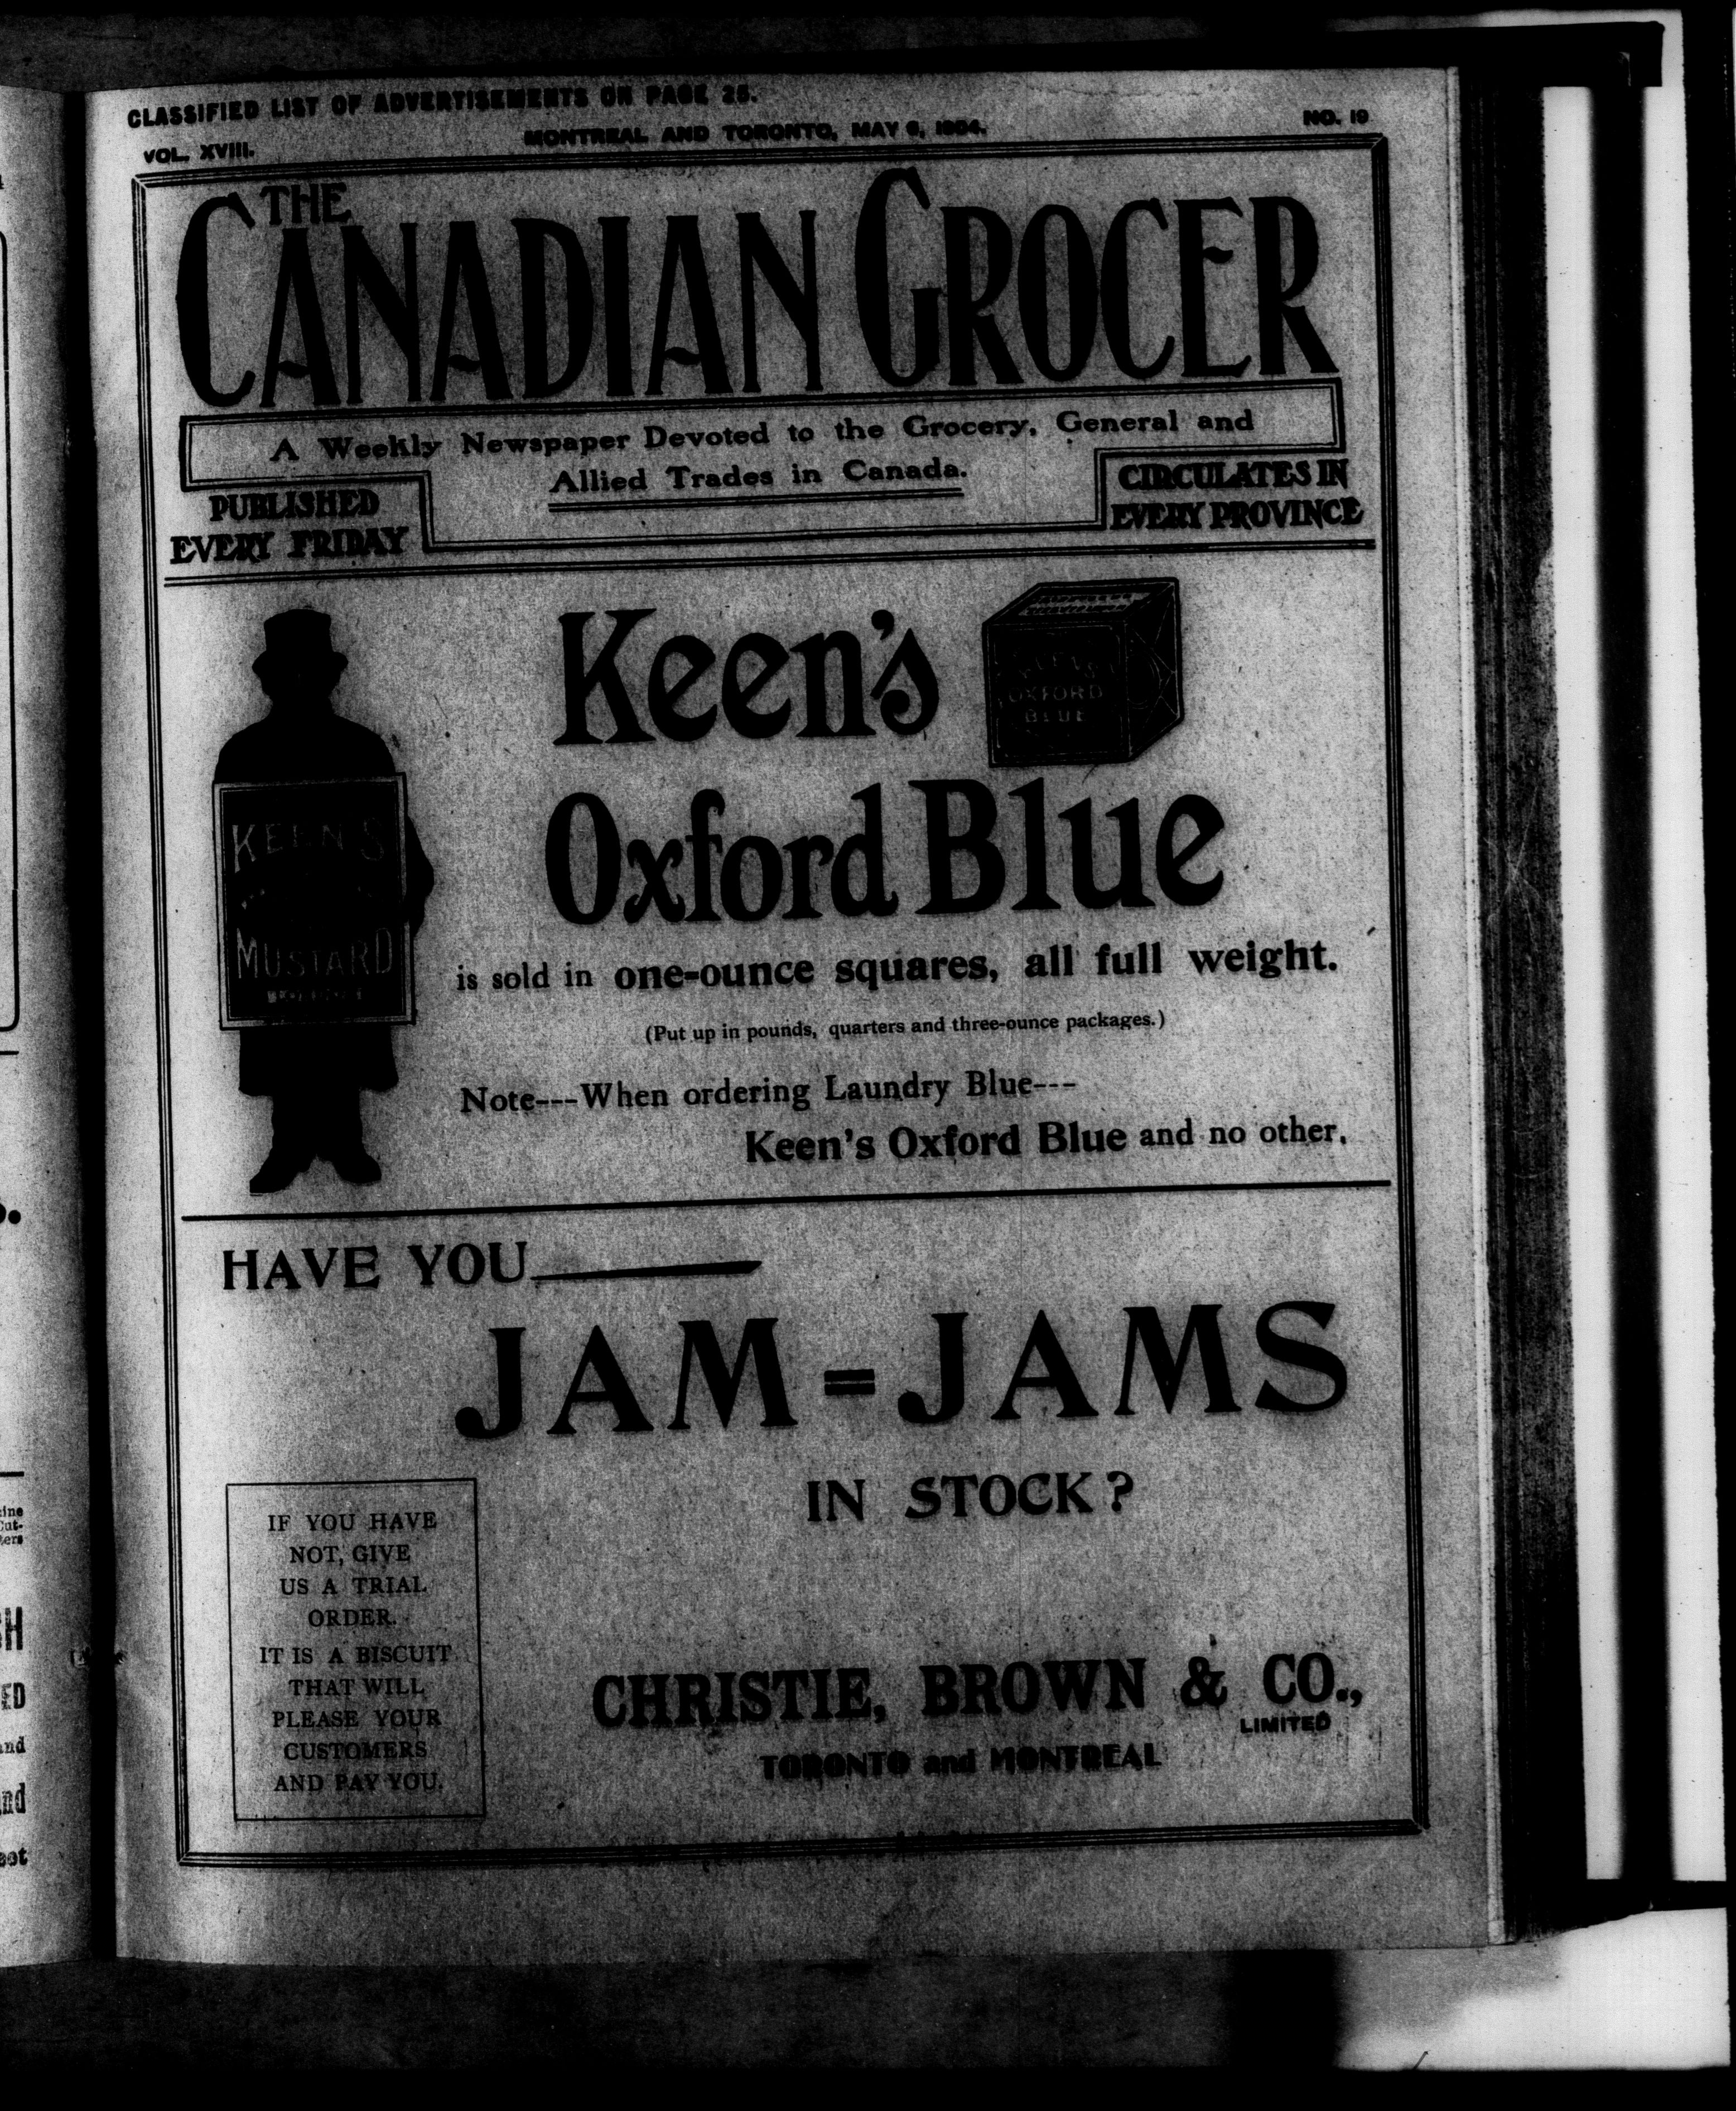 CLASSIFIED LIST OF ADVERTISEMENTS ON PAGE 25.
VOL. XVIII. MONTREAL AND TORONTO, MAY 6, 1904. NO. 19
THE
CANADIAN GROCER
A Weekly Newspaper Devoted to the Grocery, General and
Allied Trades in Canada.
PUBLISHED
EVERY FRIDAY
CIRCULATES IN
EVERY PROVINCE
Keen's
OXFORD
BLUE
Oxford Blue
KEEN'S
MUSTARD
is sold in one-ounce squares, all full weight.
(Put up in pounds, quarters and three-ounce packages.)
Note---When ordering Laundry Blue---
Keen's Oxford Blue and no other.
HAVE YOU
JAM=JAMS
IN STOCK?
IF YOU HAVE
NOT, GIVE
US A TRIAL
ORDER.
IT IS A BISCUIT
THAT WILL
PLEASE YOUR
CUSTOMERS
AND PAY YOU.
CHRISTIE, BROWN & CO.,
LIMITED
TORONTO and MONTREAL